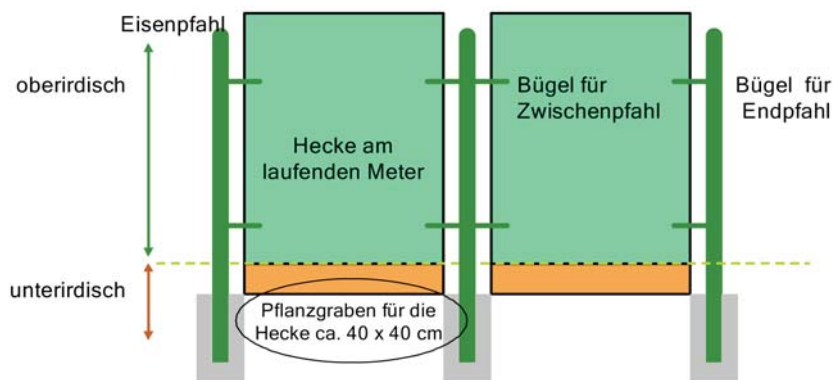 Eisenpfahl
oberirdisch
Bügel für
Zwischenpfahl
Bügel für
Endpfahl
Hecke am
laufenden Meter
unterirdisch
Pflanzgraben für die
Hecke ca. 40 x 40 cm